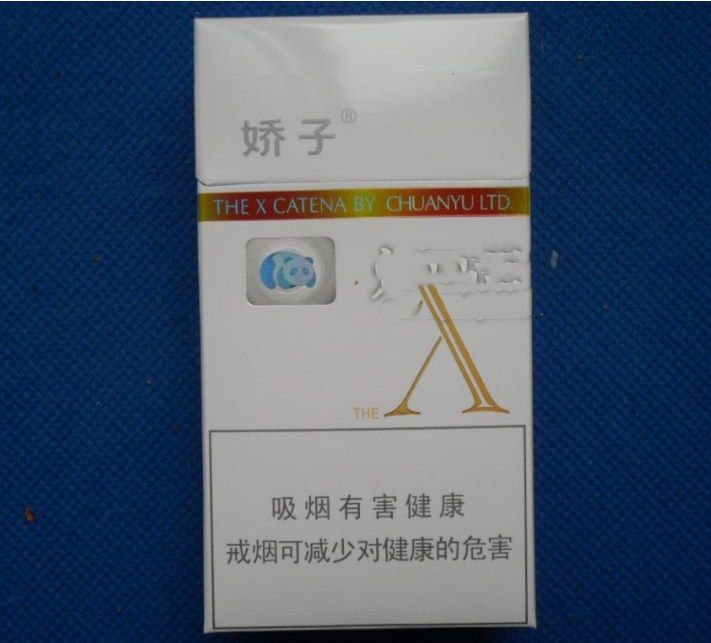 娇子®
THE X CATENA BY CHUANYU LTD.
THE X
吸烟有害健康
戒烟可减少对健康的危害